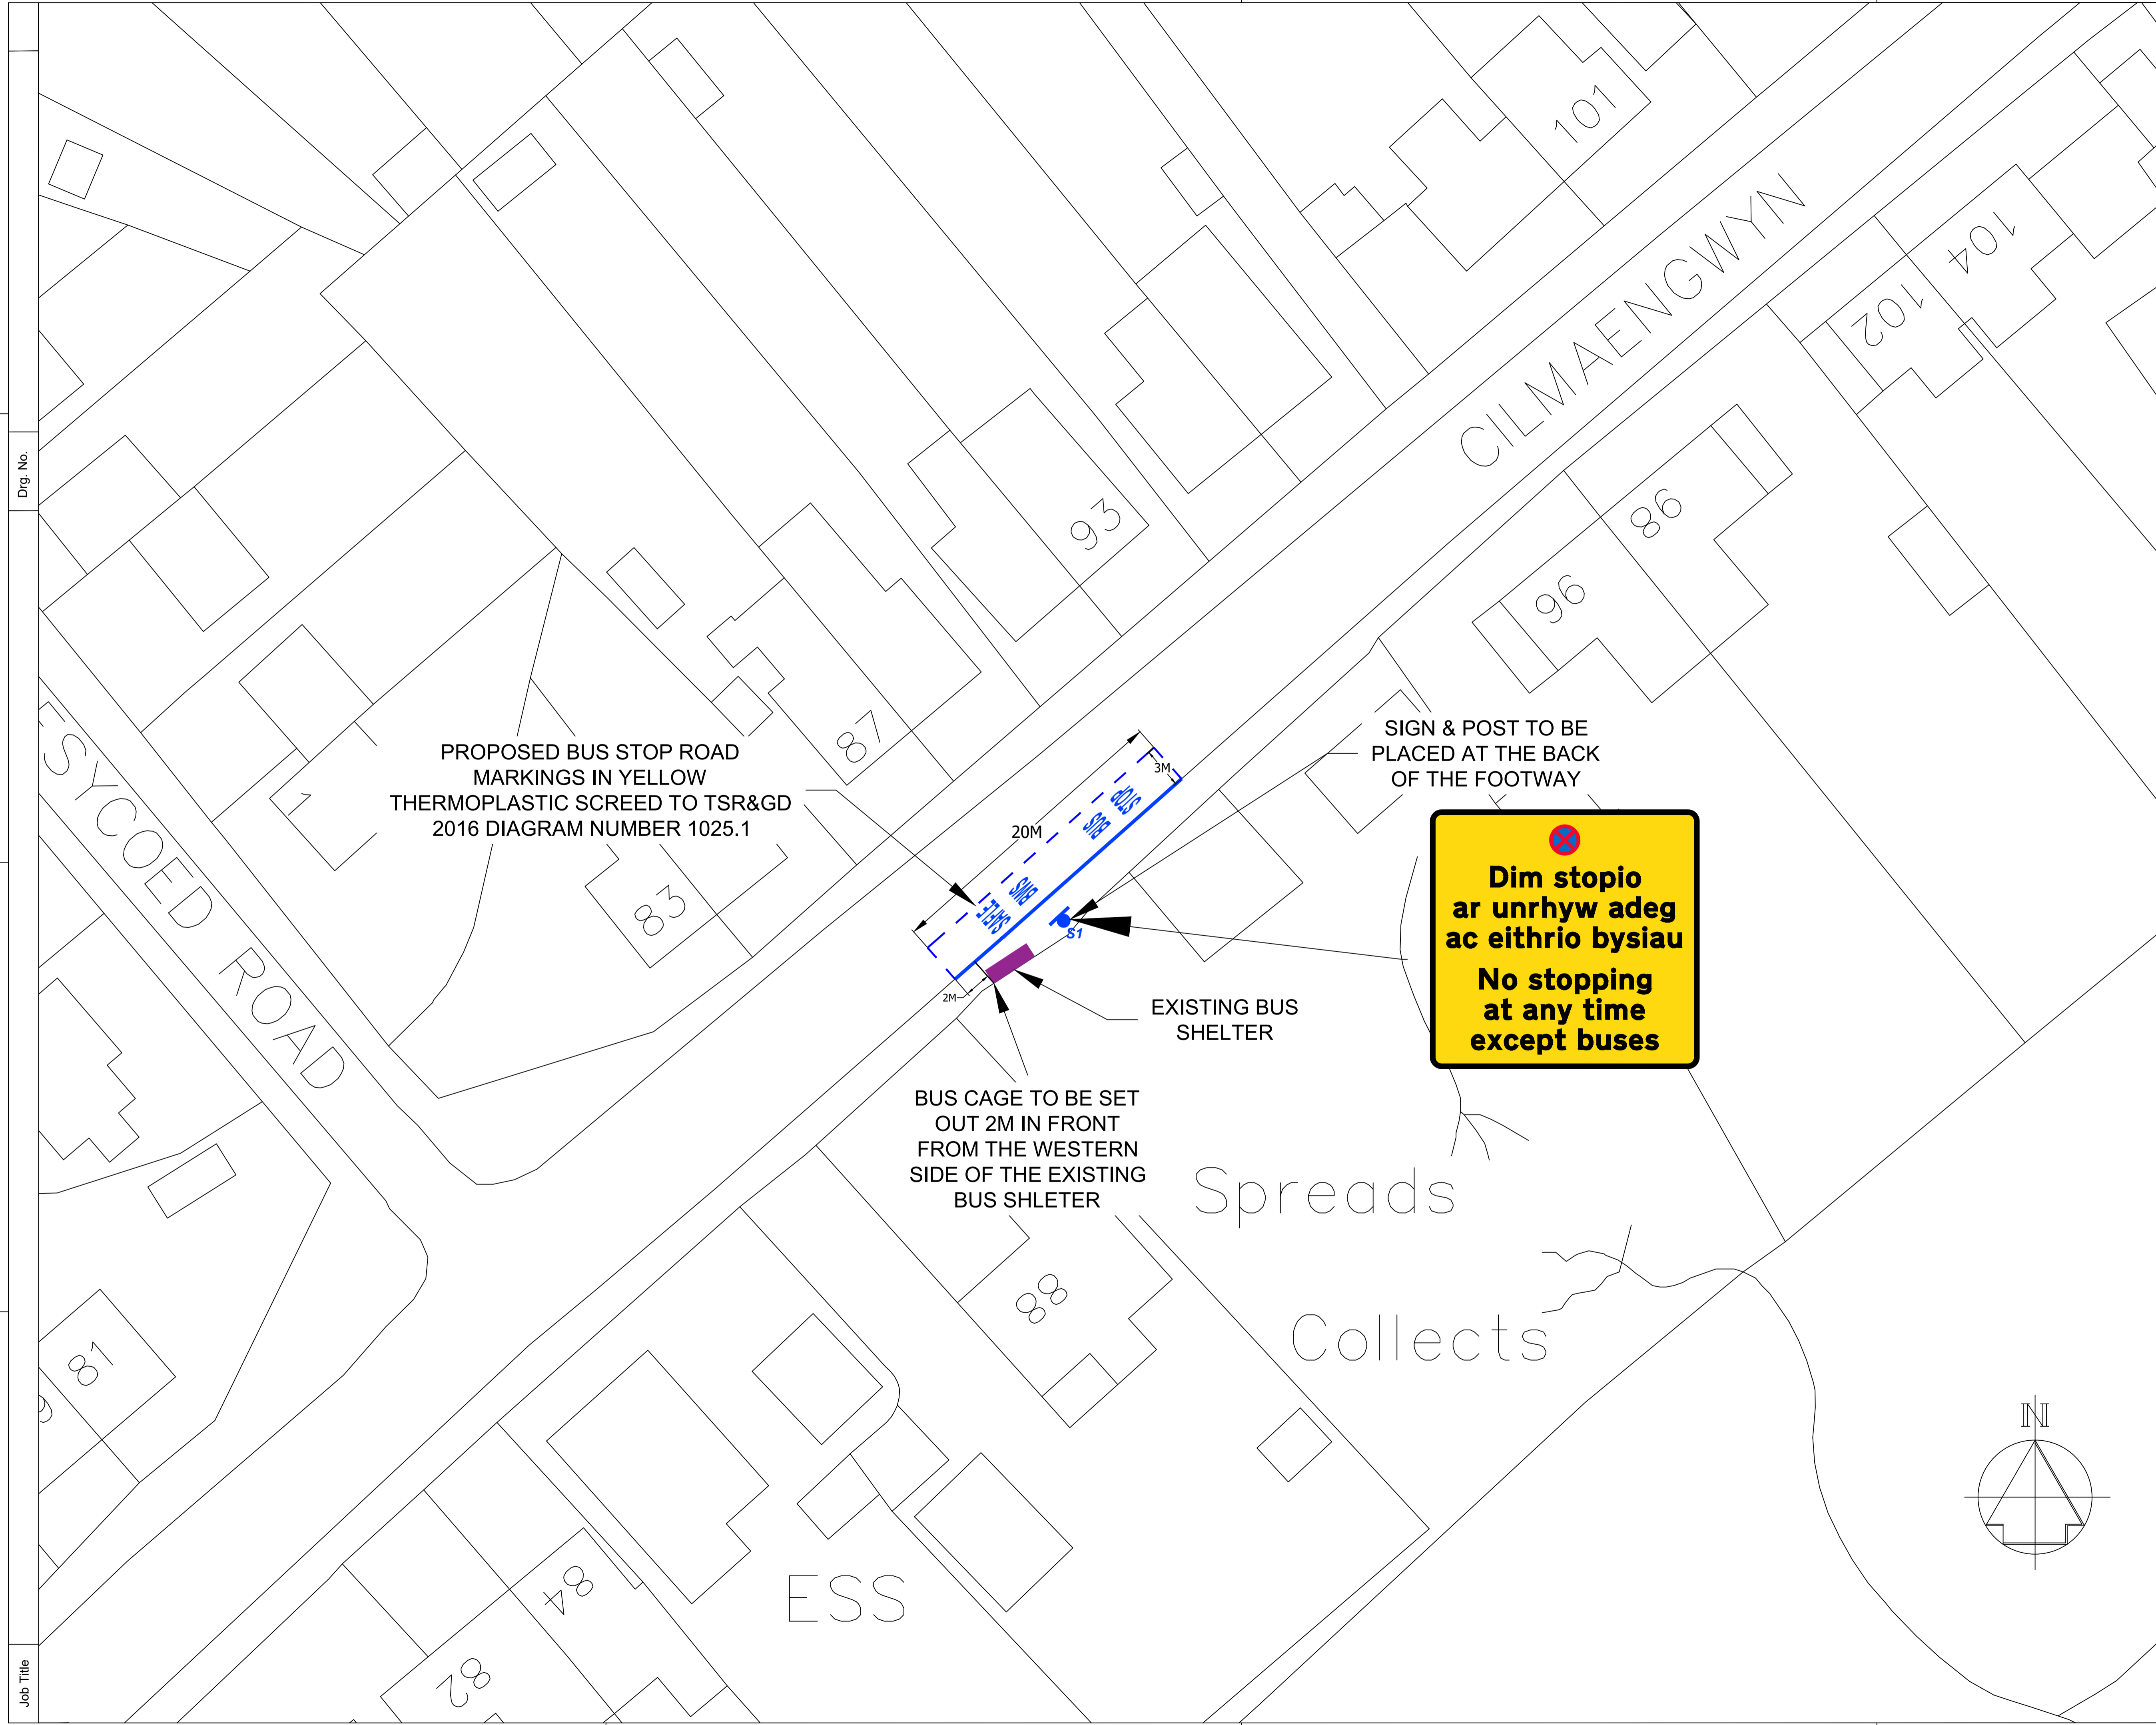 101
CILMAENGWYN
104
102
Drg. No.
93
98
96
87
SIGN & POST TO BE
PLACED AT THE BACK
OF THE FOOTWAY
PROPOSED BUS STOP ROAD
MARKINGS IN YELLOW
THERMOPLASTIC SCREED TO TSR&GD
2016 DIAGRAM NUMBER 1025.1
1
83
3M
20M
BUS
STOP
SAFLE
BWS
S1
2M
Dim stopio
ar unrhyw adeg
ac eithrio bysiau
No stopping
at any time
except buses
ESYCOED ROAD
EXISTING BUS
SHELTER
BUS CAGE TO BE SET
OUT 2M IN FRONT
FROM THE WESTERN
SIDE OF THE EXISTING
BUS SHLETER
Spreads
88
Collects
81
N
ESS
84
82
Job Title